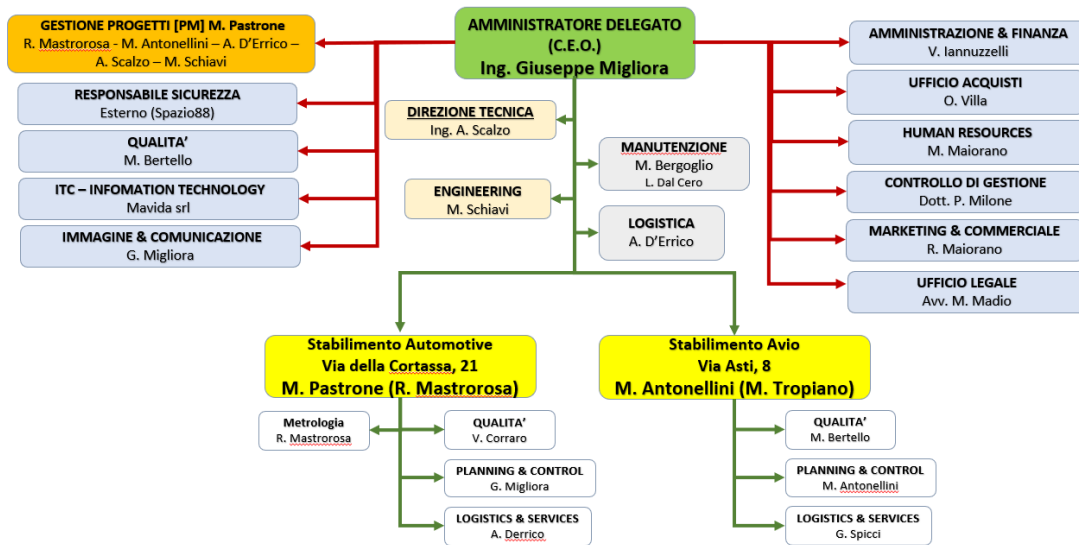 GESTIONE PROGETTI [PM] M. Pastrone
R. Mastrorosa - M. Antonellini – A. D'Errico –
A. Scalzo – M. Schiavi
RESPONSABILE SICUREZZA
Esterno (Spazio88)
QUALITA'
M. Bertello
ITC – INFOMATION TECHNOLOGY
Mavida srl
IMMAGINE & COMUNICAZIONE
G. Migliora
AMMINISTRATORE DELEGATO
(C.E.O.)
Ing. Giuseppe Migliora
DIREZIONE TECNICA
Ing. A. Scalzo
MANUTENZIONE
M. Bergoglio
L. Dal Cero
ENGINEERING
M. Schiavi
LOGISTICA
A. D'Errico
AMMINISTRAZIONE & FINANZA
V. Iannuzzelli
UFFICIO ACQUISTI
O. Villa
HUMAN RESOURCES
M. Maiorano
CONTROLLO DI GESTIONE
Dott. P. Milone
MARKETING & COMMERCIALE
R. Maiorano
UFFICIO LEGALE
Avv. M. Madio
Stabilimento Automotive
Via della Cortassa, 21
M. Pastrone (R. Mastrorosa)
Metrologia
R. Mastrorosa
QUALITA'
V. Corraro
PLANNING & CONTROL
G. Migliora
LOGISTICS & SERVICES
A. Derrico
Stabilimento Avio
Via Asti, 8
M. Antonellini (M. Tropiano)
QUALITA'
M. Bertello
PLANNING & CONTROL
M. Antonellini
LOGISTICS & SERVICES
G. Spicci